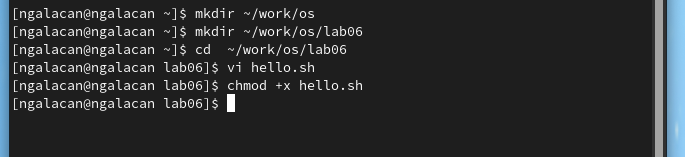 [ngalacan@ngalacan ~]$ mkdir ~/work/os
[ngalacan@ngalacan ~]$ mkdir ~/work/os/lab06
[ngalacan@ngalacan ~]$ cd  ~/work/os/lab06
[ngalacan@ngalacan lab06]$ vi hello.sh
[ngalacan@ngalacan lab06]$ chmod +x hello.sh
[ngalacan@ngalacan lab06]$